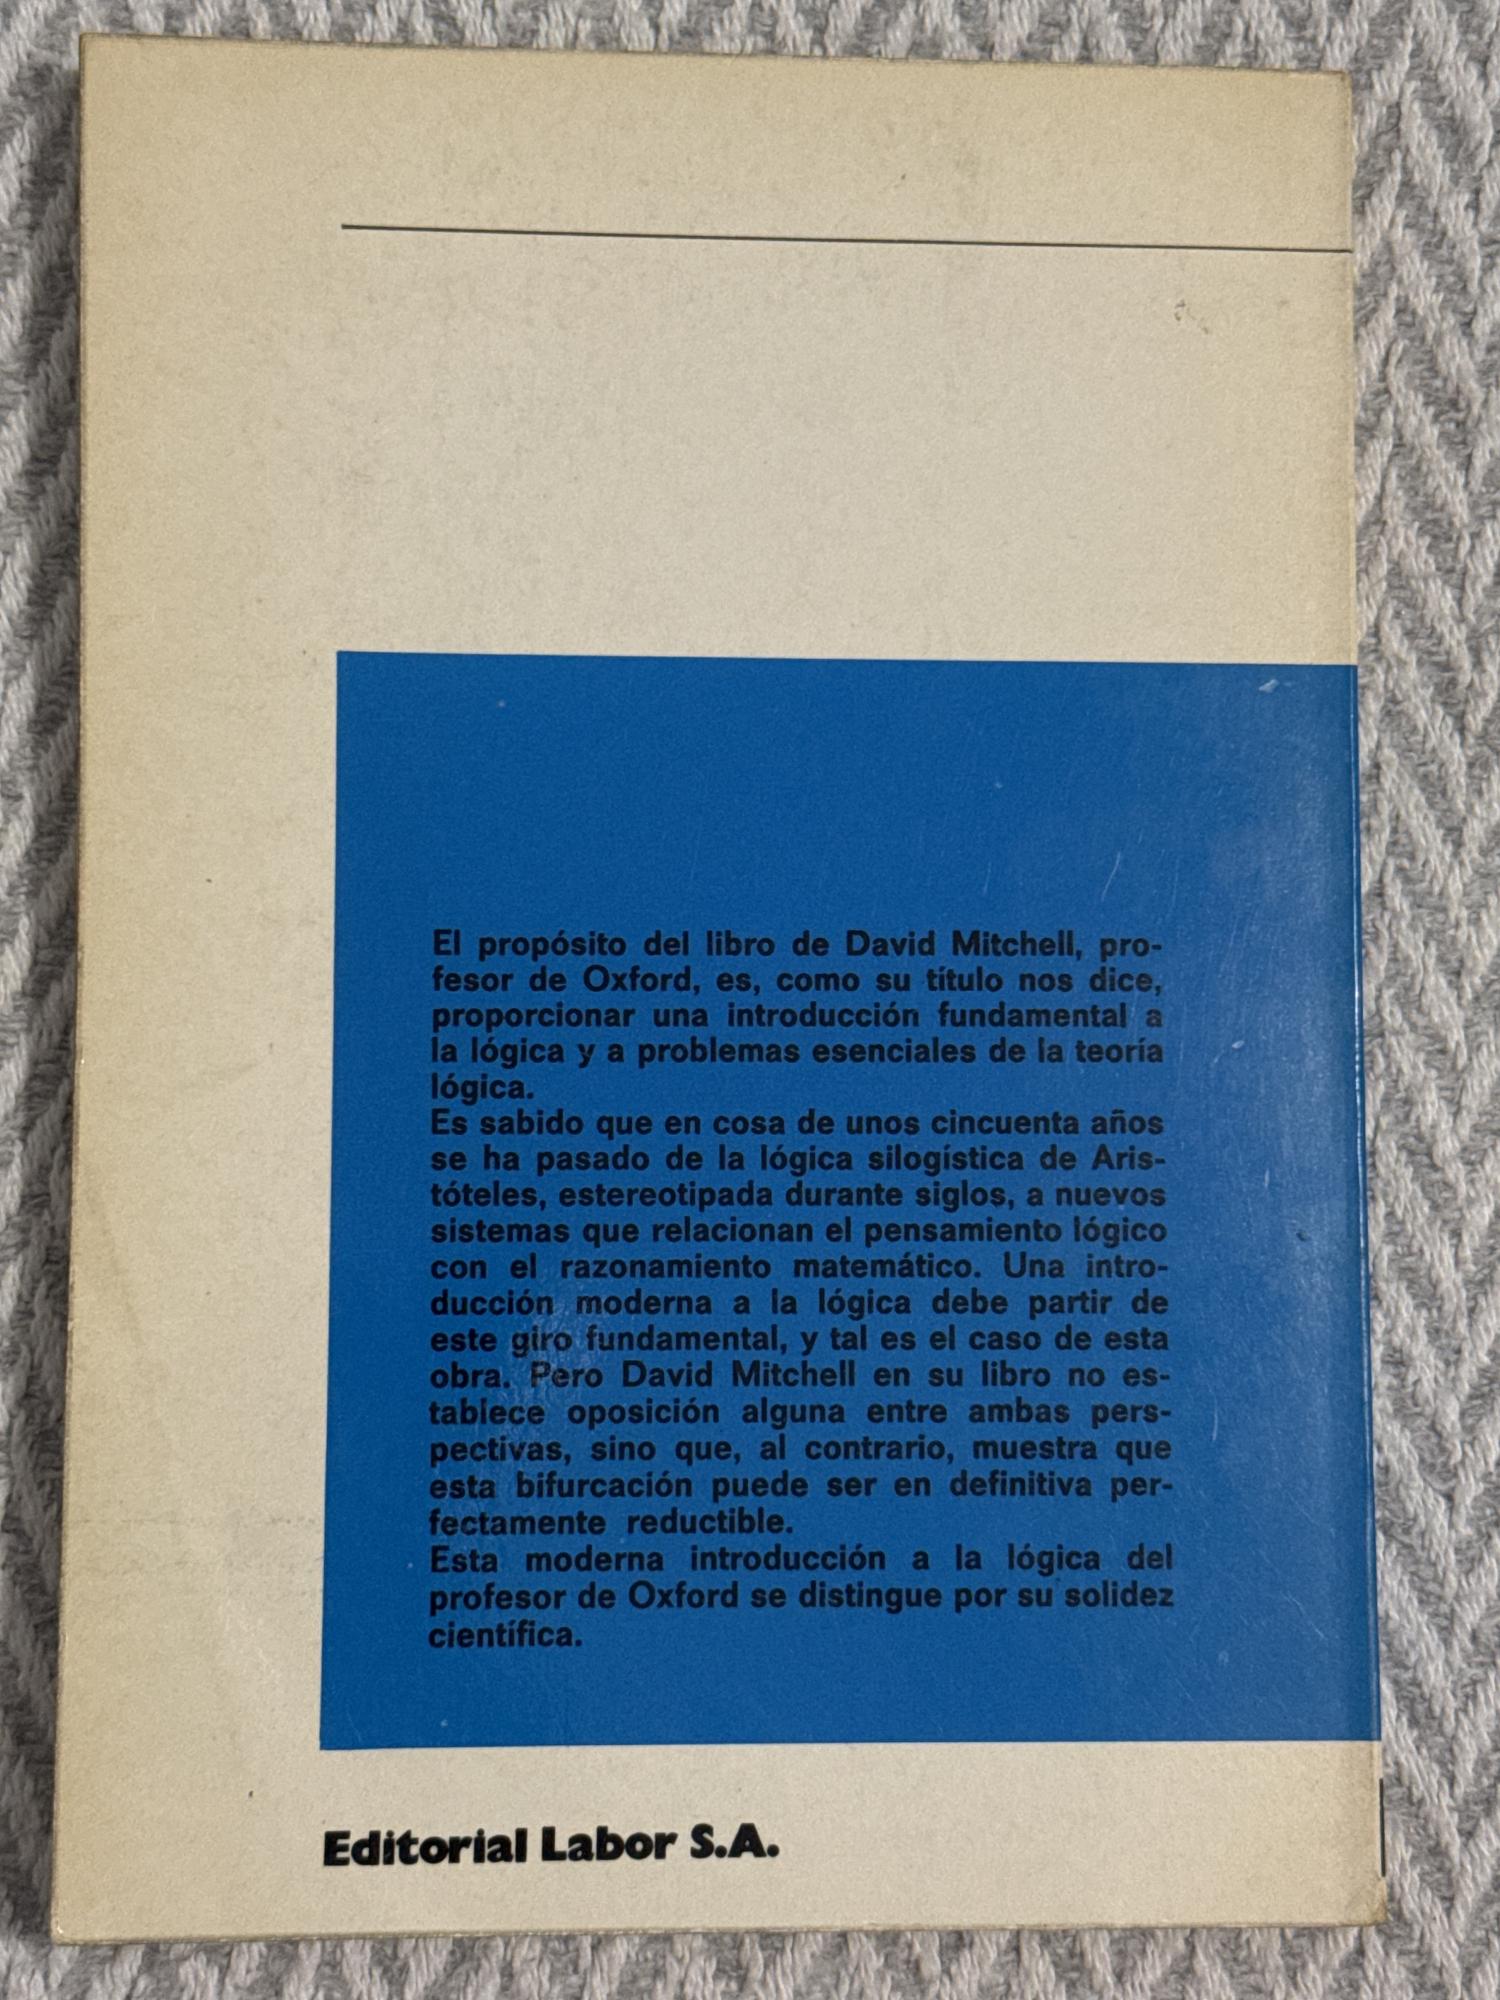 El propósito del libro de David Mitchell, pro-
fesor de Oxford, es, como su título nos dice,
proporcionar una introducción fundamental a
la lógica y a problemas esenciales de la teoría
lógica.
Es sabido que en cosa de unos cincuenta años
se ha pasado de la lógica silogística de Aris-
tóteles, estereotipada durante siglos, a nuevos
sistemas que relacionan el pensamiento lógico
con el razonamiento matemático. Una intro-
ducción moderna a la lógica debe partir de
este giro fundamental, y tal es el caso de esta
obra. Pero David Mitchell en su libro no es-
tablece oposición alguna entre ambas pers-
pectivas, sino que, al contrario, muestra que
esta bifurcación puede ser en definitiva per-
fectamente reductible.
Esta moderna introducción a la lógica del
profesor de Oxford se distingue por su solidez
científica.
Editorial Labor S.A.